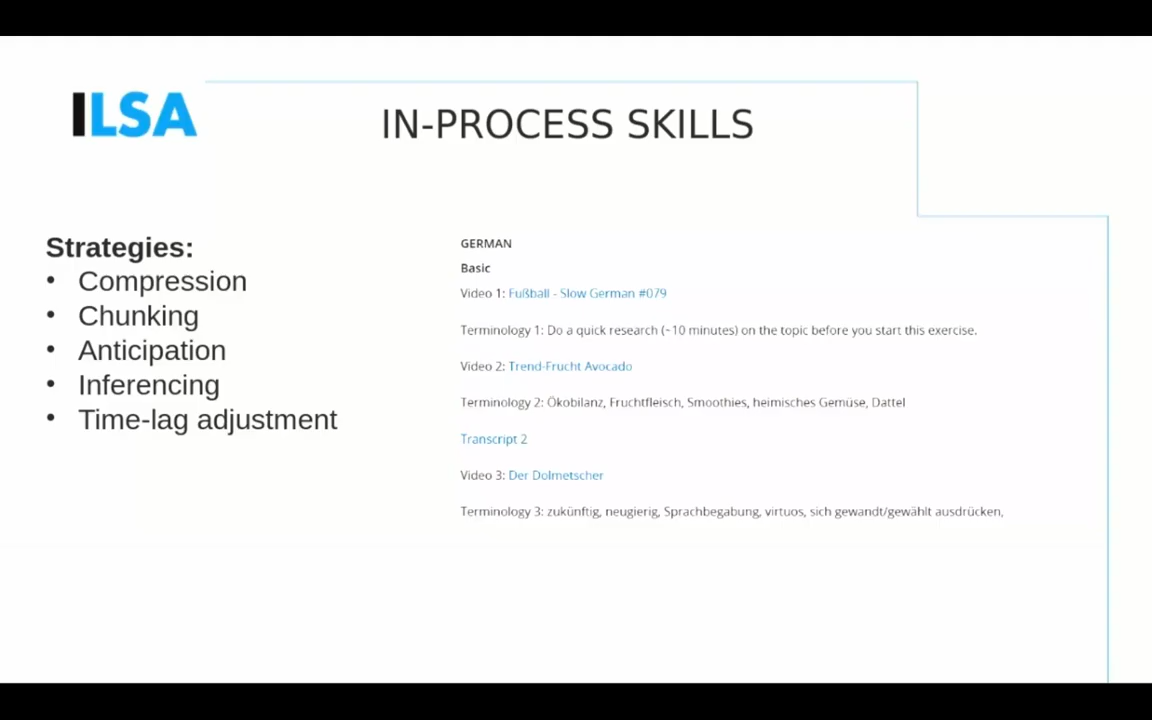 ILSA
IN-PROCESS SKILLS
Strategies:
• Compression
• Chunking
• Anticipation
• Inferencing
• Time-lag adjustment
GERMAN
Basic
Video 1: Fußball - Slow German #079
Terminology 1: Do a quick research (~10 minutes) on the topic before you start this exercise.
Video 2: Trend-Frucht Avocado
Terminology 2: Ökobilanz, Fruchtfleisch, Smoothies, heimisches Gemüse, Dattel
Transcript 2
Video 3: Der Dolmetscher
Terminology 3: zukünftig, neugierig, Sprachbegabung, virtuos, sich gewandt/gewählt ausdrücken,